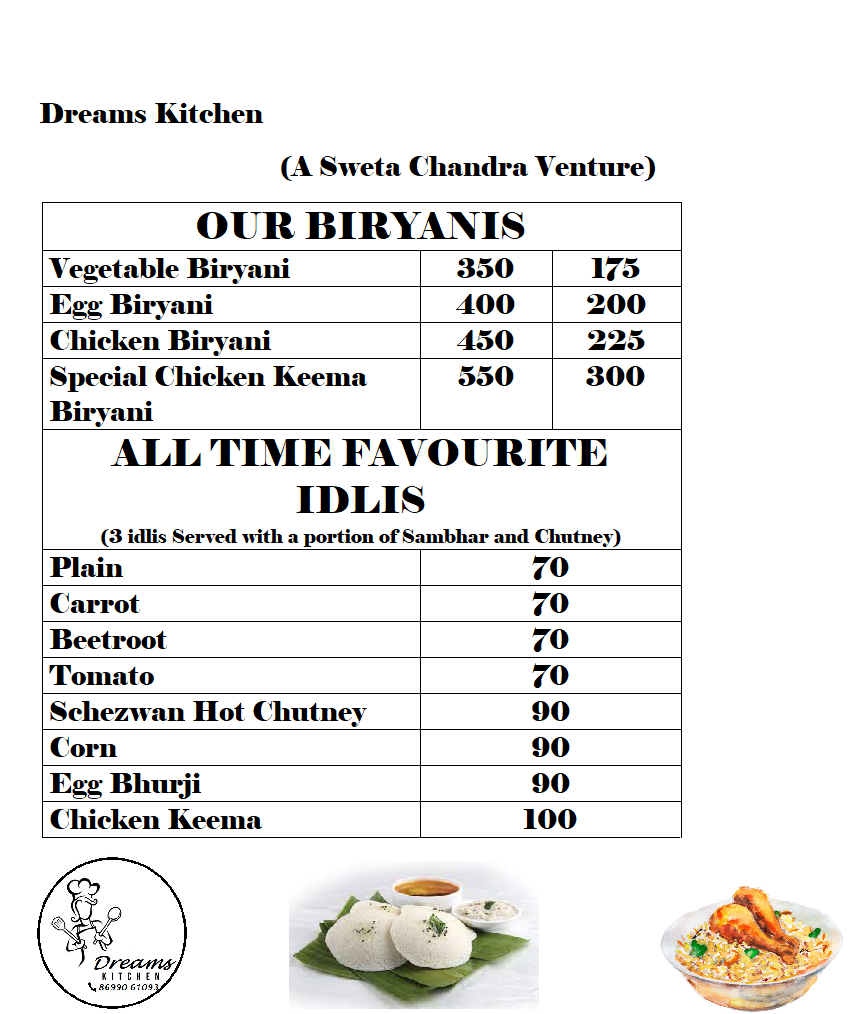 Dreams Kitchen
(A Sweta Chandra Venture)
OUR BIRYANIS
Vegetable Biryani 350 175
Egg Biryani 400 200
Chicken Biryani 450 225
Special Chicken Keema 550 300
Biryani
ALL TIME FAVOURITE
IDLIS
(3 idlis Served with a portion of Sambhar and Chutney)
Plain 70
Carrot 70
Beetroot 70
Tomato 70
Schezwan Hot Chutney 90
Corn 90
Egg Bhurji 90
Chicken Keema 100
Dreams
KITCHEN
86990 61093